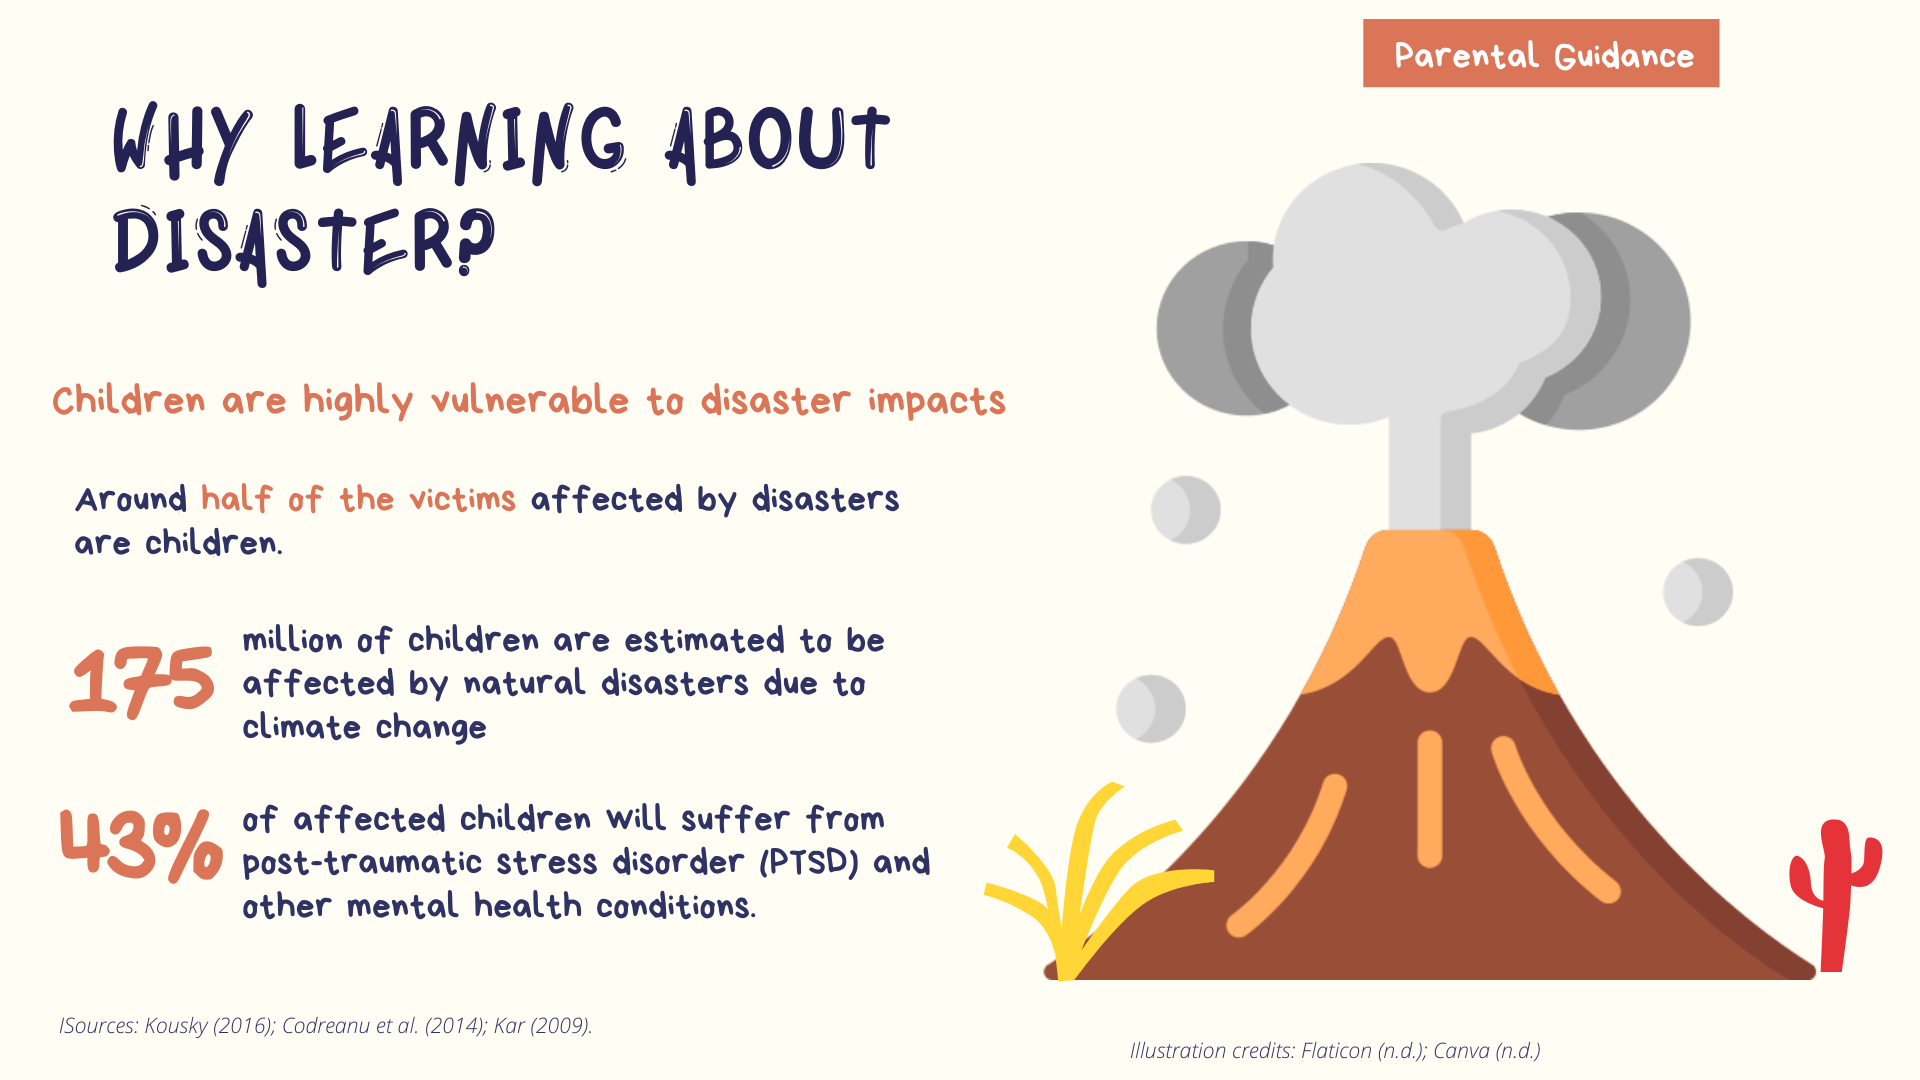 Parental Guidance
WHY LEARNING ABOUT
DISASTER?
Children are highly vulnerable to disaster impacts
Around half of the victims affected by disasters
are children.
175
million of children are estimated to be
affected by natural disasters due to
climate change
43%
of affected children will suffer from
post-traumatic stress disorder (PTSD) and
other mental health conditions.
lSources: Kousky (2016); Codreanu et al. (2014); Kar (2009).
Illustration credits: Flaticon (n.d.); Canva (n.d.)